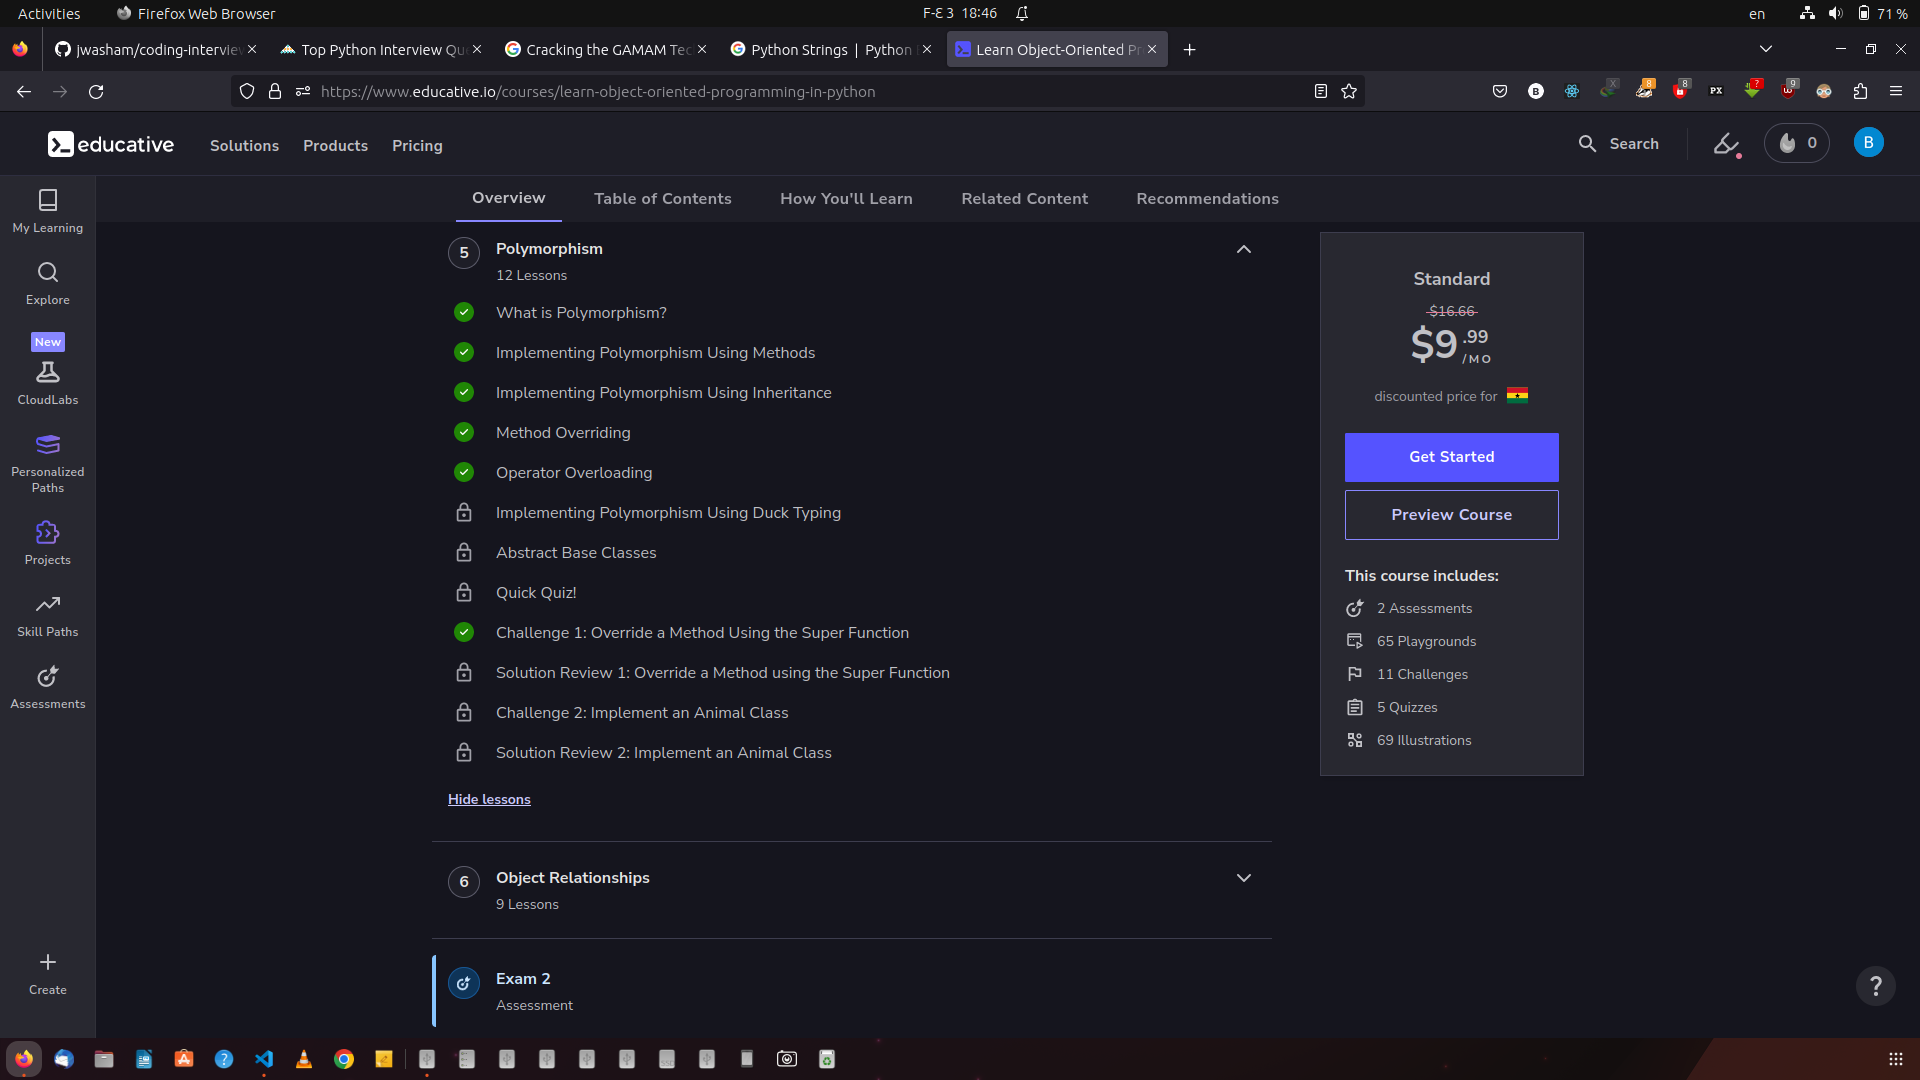 Activities
Firefox Web Browser
F-Ɛ 3 18:46
en
71 %
jwasham/coding-interview
Top Python Interview Qu
Cracking the GAMAM Tec
Python Strings | Python
Learn Object-Oriented Pr
https://www.educative.io/courses/learn-object-oriented-programming-in-python
educative
Solutions
Products
Pricing
Search
0
B
Overview
Table of Contents
How You'll Learn
Related Content
Recommendations
My Learning
Explore
New
CloudLabs
Personalized
Paths
Projects
Skill Paths
Assessments
Create
5
Polymorphism
12 Lessons
What is Polymorphism?
Implementing Polymorphism Using Methods
Implementing Polymorphism Using Inheritance
Method Overriding
Operator Overloading
Implementing Polymorphism Using Duck Typing
Abstract Base Classes
Quick Quiz!
Challenge 1: Override a Method Using the Super Function
Solution Review 1: Override a Method using the Super Function
Challenge 2: Implement an Animal Class
Solution Review 2: Implement an Animal Class
Hide lessons
6
Object Relationships
9 Lessons
Exam 2
Assessment
Standard
$16.66
$9.99
/MO
discounted price for
Get Started
Preview Course
This course includes:
2 Assessments
65 Playgrounds
11 Challenges
5 Quizzes
69 Illustrations
?